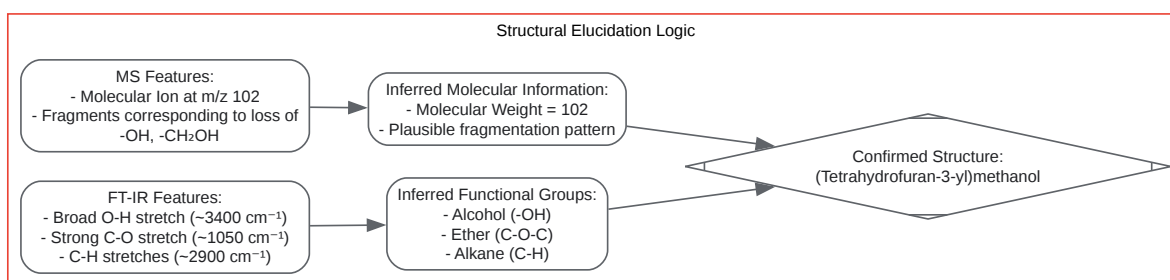 Structural Elucidation Logic
MS Features:
- Molecular Ion at m/z 102
- Fragments corresponding to loss of
-OH, -CH₂OH
Inferred Molecular Information:
- Molecular Weight = 102
- Plausible fragmentation pattern
Confirmed Structure:
(Tetrahydrofuran-3-yl)methanol
FT-IR Features:
- Broad O-H stretch (~3400 cm⁻¹)
- Strong C-O stretch (~1050 cm⁻¹)
- C-H stretches (~2900 cm⁻¹)
Inferred Functional Groups:
- Alcohol (-OH)
- Ether (C-O-C)
- Alkane (C-H)